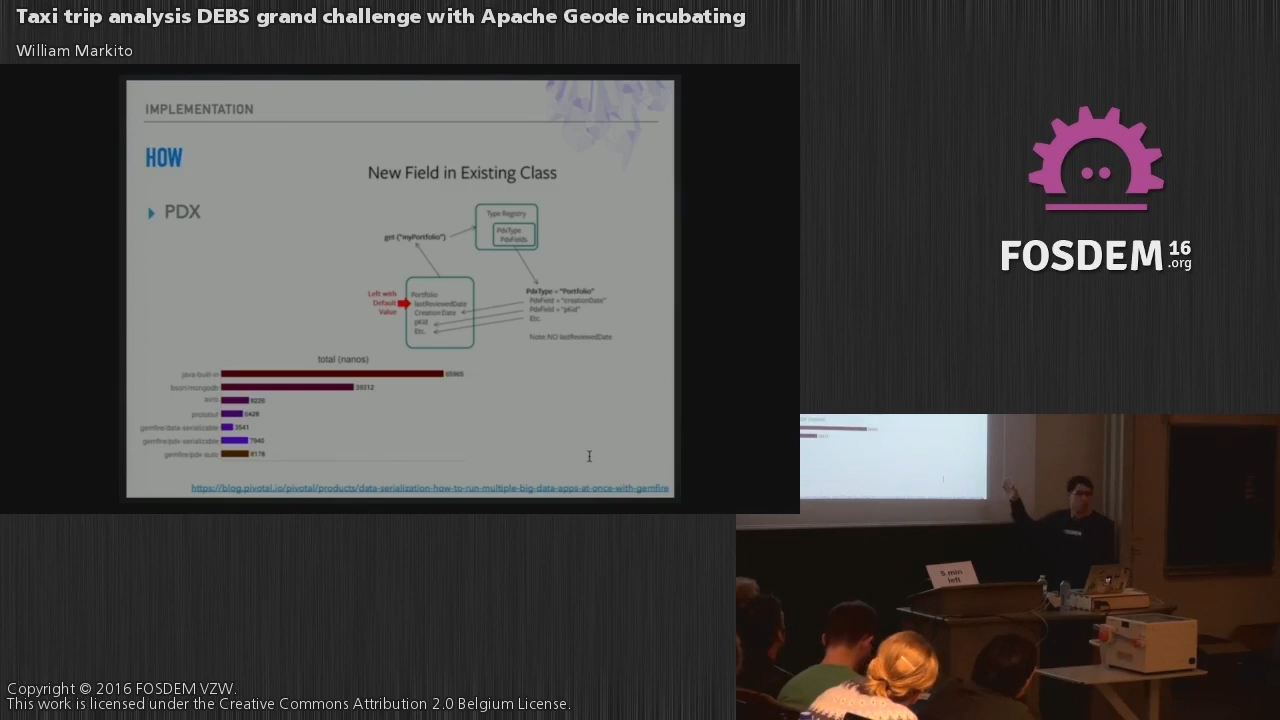 Taxi trip analysis DEBS grand challenge with Apache Geode incubating
William Markito
IMPLEMENTATION
HOW
PDX
New Field in Existing Class
Type Registry
PdxType
PdxFields
get ("myPortfolio")
Left with
Default
Value
Portfolio
lastReviewedDate
CreationDate
pKid
Etc.
PdxType = "Portfolio"
PdxField = "creationDate"
PdxField = "pKid"
Etc.
Note: NO lastReviewedDate
total (nanos)
java-built-in 65965
bson/mongodb 39312
avro 9226
protobuf 6428
gemfire/data-serializable 3541
gemfire/pdx-serializable 7940
gemfire/pdx-auto 8178
https://blog.pivotal.io/pivotal/products/data-serialization-how-to-run-multiple-big-data-apps-at-once-with-gemfire
FOSDEM 16
.org
5 min
left
Copyright © 2016 FOSDEM VZW.
This work is licensed under the Creative Commons Attribution 2.0 Belgium License.